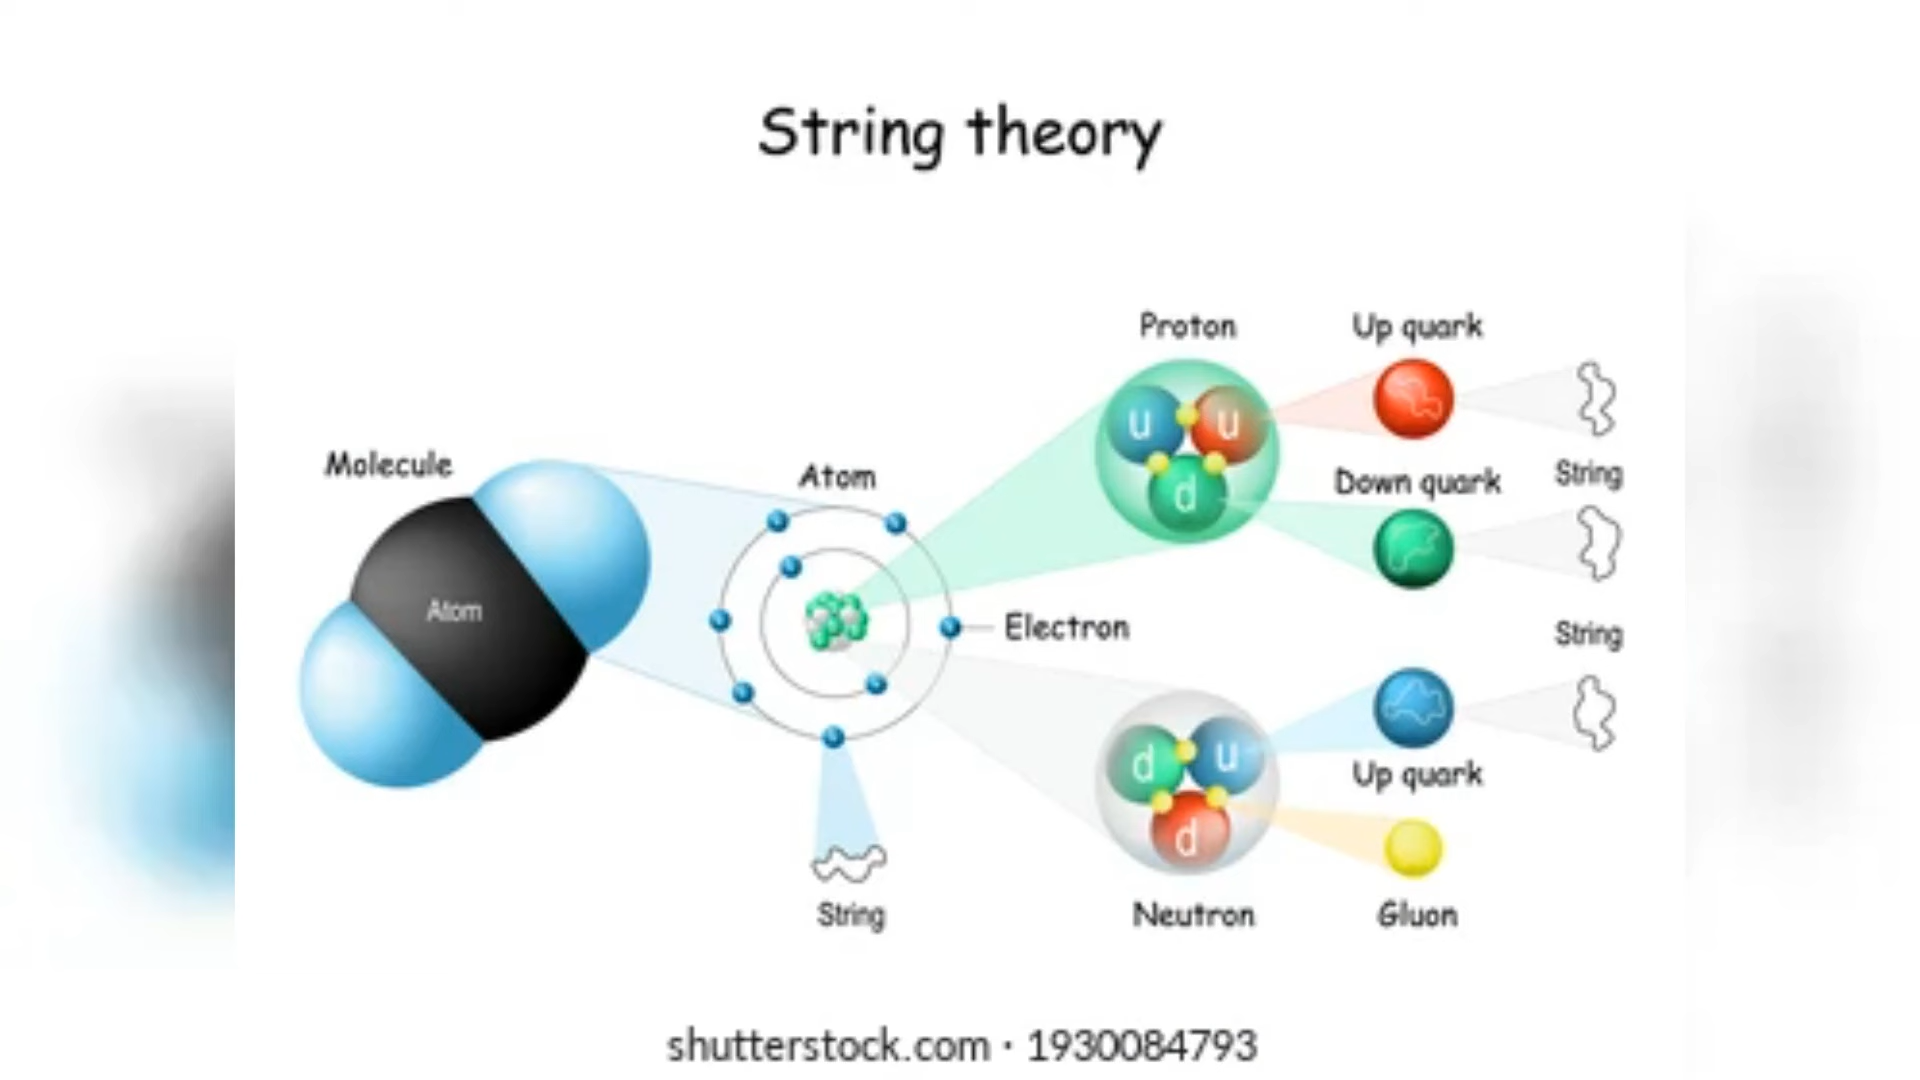 String theory
Proton
Up quark
u
u
d
Down quark
String
Molecule
Atom
Atom
Electron
String
d
u
d
Up quark
Neutron
Gluon
String
shutterstock.com · 1930084793